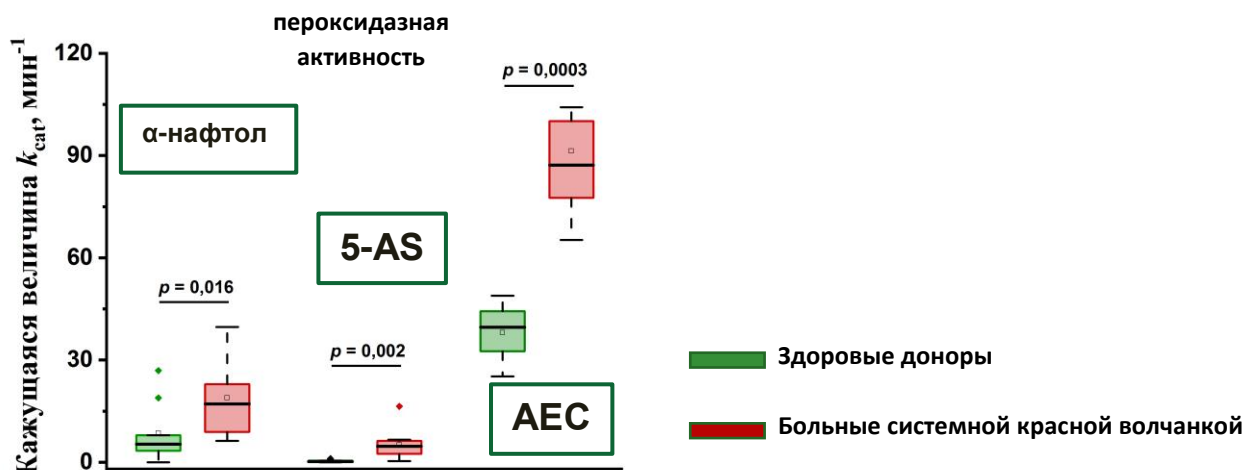 пероксидазная
активность
Кажущаяся величина kcat, мин-1
120
90
60
30
0
α-нафтол
5-AS
AEC
p = 0,016
p = 0,002
p = 0,0003
Здоровые доноры
Больные системной красной волчанкой